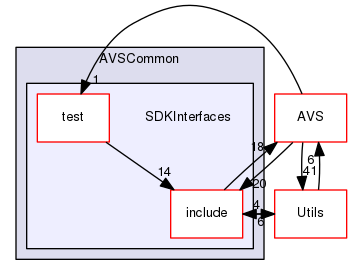 AVSCommon
1
test
SDKInterfaces
AVS
18
6
14
20
41
include
4
6
Utils